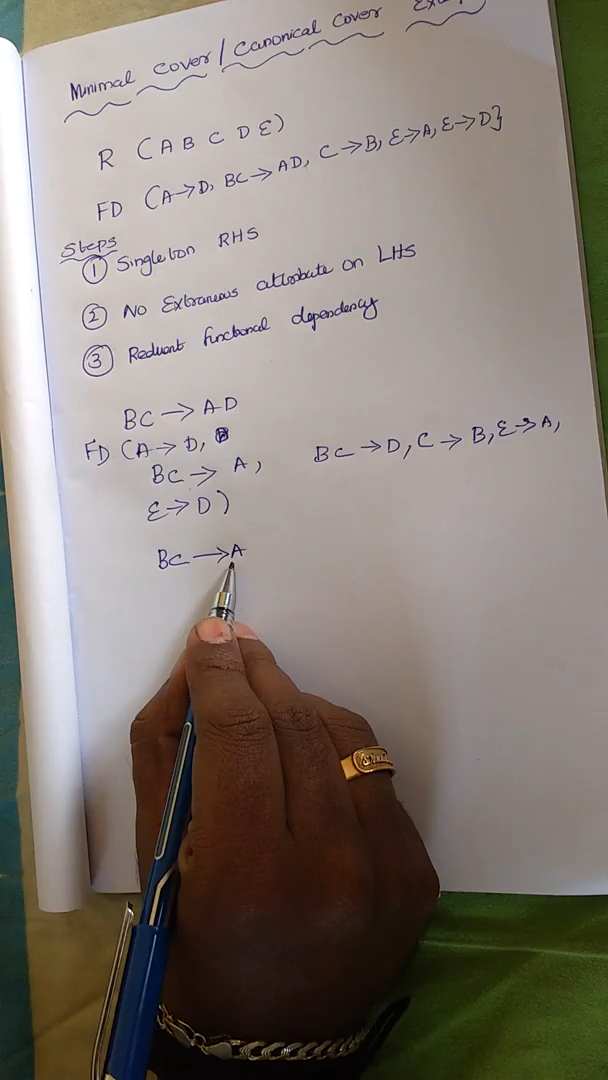 Minimal Cover / Canonical Cover
R (A B C D E)
FD (A→D, BC→AD, C→B, E→A, E→D}
Steps
① Singleton RHS
② No Extraneous attribute on LHS
③ Reduant functional dependency
BC → AD
FD (A → D,
BC → A, BC → D, C → B, E → A,
E → D)
BC → A